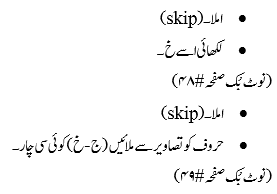 • املا۔ (skip)
• لکھائی اسے خ۔
(نوٹ بک صفحہ #۴۸)
• املا۔ (skip)
• حروف کو تصاویر سے ملائیں (ج-خ) کوئی سی چار۔
(نوٹ بک صفحہ #۴۹)